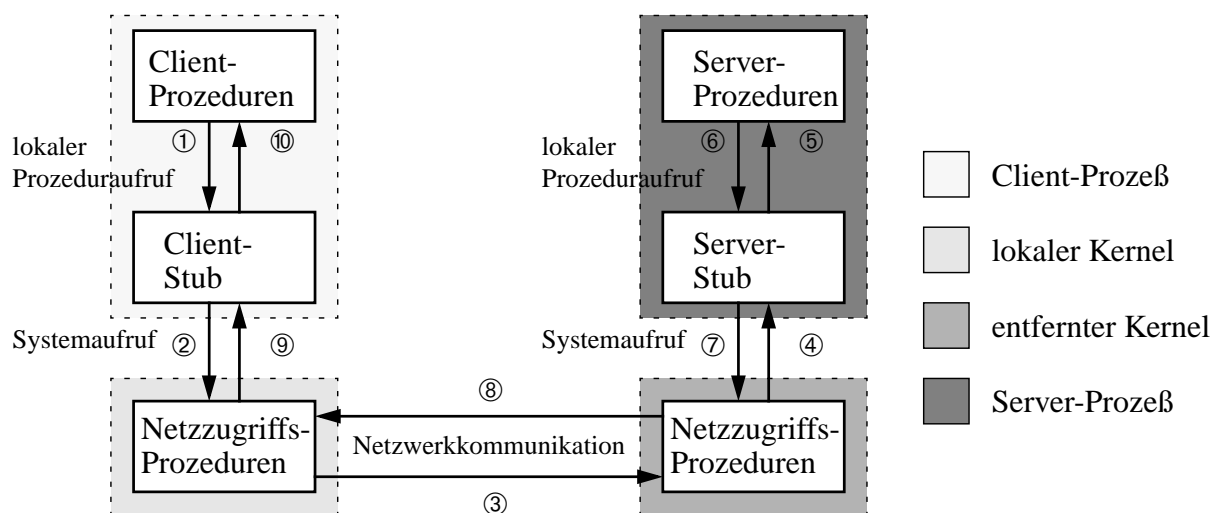 Client-
Prozeduren
Server-
Prozeduren
① ⑩
⑥ ⑤
lokaler
Prozeduraufruf
lokaler
Prozeduraufruf
Client-
Stub
Server-
Stub
Systemaufruf ② ⑨
Systemaufruf ⑦ ④
Netzzugriffs-
Prozeduren
⑧
Netzwerkkommunikation
③
Netzzugriffs-
Prozeduren
Client-Prozeß
lokaler Kernel
entfernter Kernel
Server-Prozeß